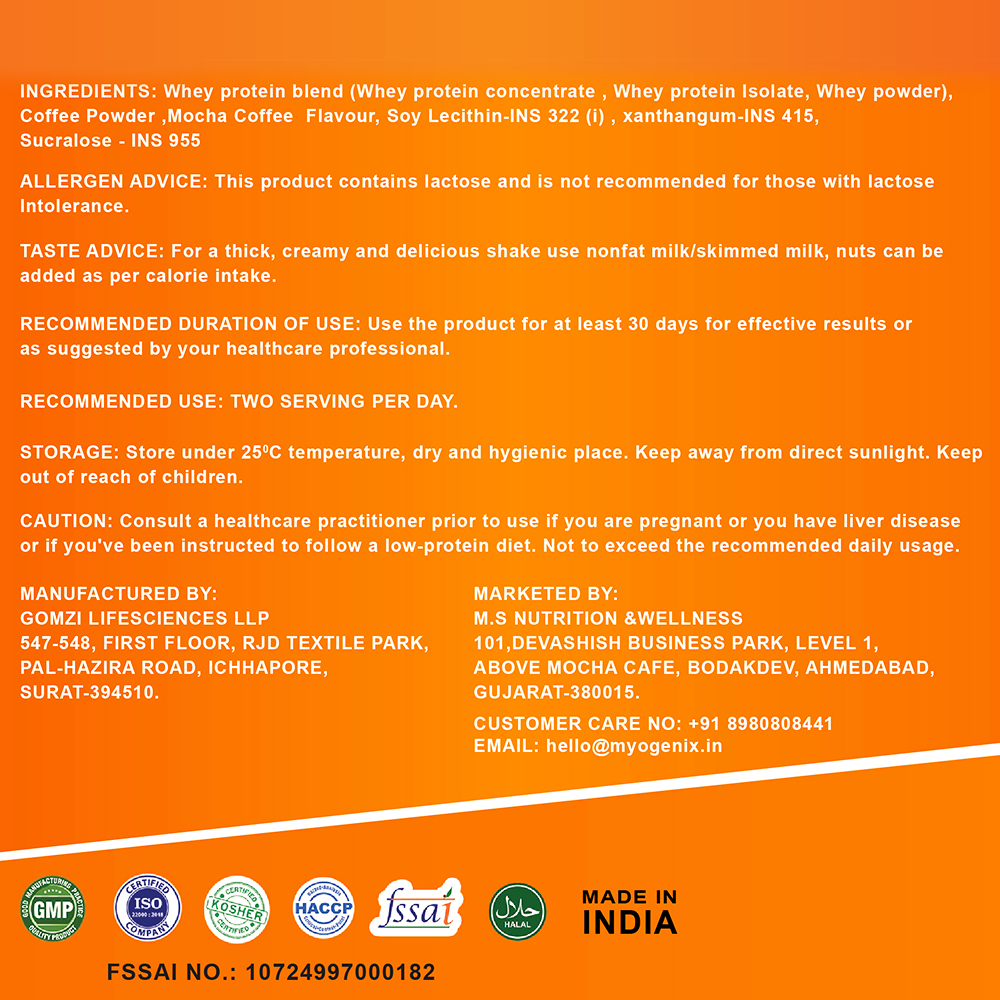 INGREDIENTS: Whey protein blend (Whey protein concentrate , Whey protein Isolate, Whey powder),
Coffee Powder ,Mocha Coffee  Flavour, Soy Lecithin-INS 322 (i) , xanthangum-INS 415,
Sucralose - INS 955
ALLERGEN ADVICE: This product contains lactose and is not recommended for those with lactose
Intolerance.
TASTE ADVICE: For a thick, creamy and delicious shake use nonfat milk/skimmed milk, nuts can be
added as per calorie intake.
RECOMMENDED DURATION OF USE: Use the product for at least 30 days for effective results or
as suggested by your healthcare professional.
RECOMMENDED USE: TWO SERVING PER DAY.
STORAGE: Store under 25⁰C temperature, dry and hygienic place. Keep away from direct sunlight. Keep
out of reach of children.
CAUTION: Consult a healthcare practitioner prior to use if you are pregnant or you have liver disease
or if you've been instructed to follow a low-protein diet. Not to exceed the recommended daily usage.
MANUFACTURED BY:
GOMZI LIFESCIENCES LLP
547-548, FIRST FLOOR, RJD TEXTILE PARK,
PAL-HAZIRA ROAD, ICHHAPORE,
SURAT-394510.
MARKETED BY:
M.S NUTRITION &WELLNESS
101,DEVASHISH BUSINESS PARK, LEVEL 1,
ABOVE MOCHA CAFE, BODAKDEV, AHMEDABAD,
GUJARAT-380015.
CUSTOMER CARE NO: +91 8980808441
EMAIL: hello@myogenix.in
GOOD MANUFACTURING PRACTICE
GMP
QUALITY PRODUCT
CERTIFIED
ISO
22000 : 2018
COMPANY
CERTIFIED
KOSHER
CERTIFIED
HACCP
fssai
حلال
HALAL
MADE IN
INDIA
FSSAI NO.: 10724997000182